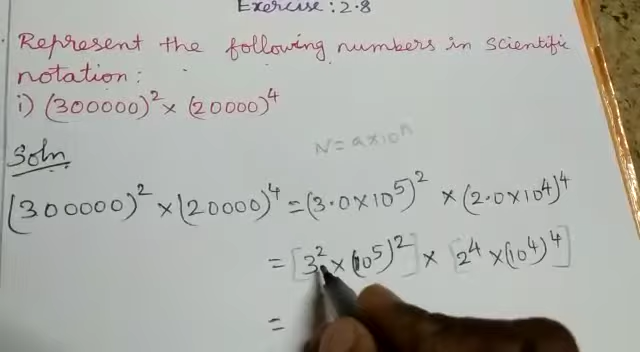 Exercise: 2.8
Represent the following numbers in scientific
notation:
i) (300000)² × (20000)⁴
Soln
N = a×10ⁿ
(300000)² × (20000)⁴ = (3.0×10⁵)² × (2.0×10⁴)⁴
= [3² × (10⁵)²] × [2⁴ × (10⁴)⁴]
=